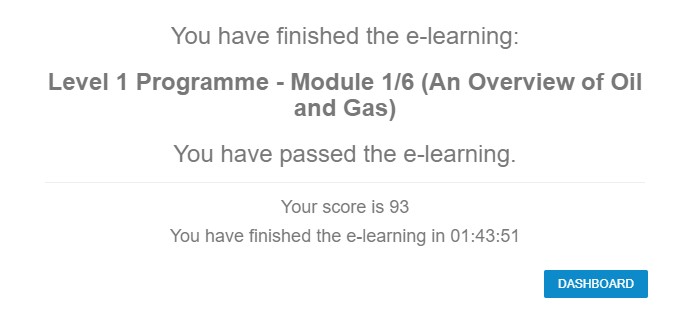 You have finished the e-learning:
Level 1 Programme - Module 1/6 (An Overview of Oil
and Gas)
You have passed the e-learning.
Your score is 93
You have finished the e-learning in 01:43:51
DASHBOARD